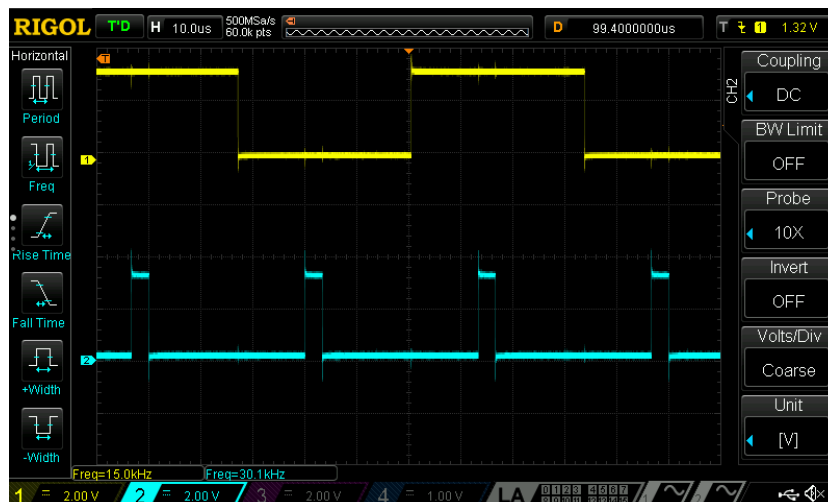 RIGOL T'D H 10.0us 500MSa/s 60.0k pts D 99.4000000us T 1 1.32 V
Horizontal
Period
Freq
Rise Time
Fall Time
+Width
-Width
T
1
2
CH2
Coupling
DC
BW Limit
OFF
Probe
10X
Invert
OFF
Volts/Div
Coarse
Unit
[V]
Freq=15.0kHz Freq=30.1kHz
1 = 2.00 V 2 = 2.00 V 3 = 2.00 V 4 = 1.00 V LA